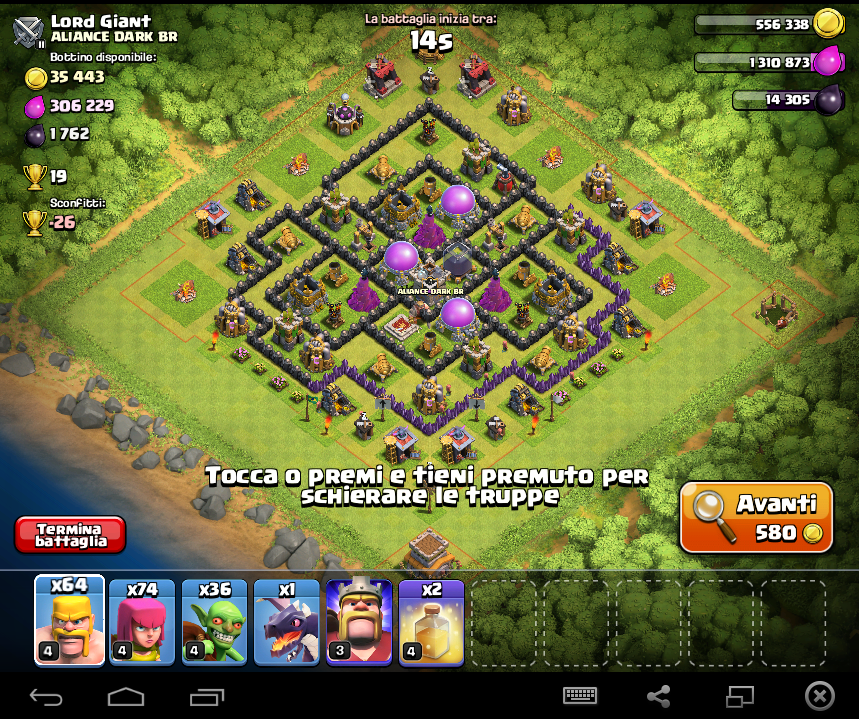 Lord Giant
ALIANCE DARK BR
Bottino disponibile:
35 443
306 229
1 762
19
Sconfitti:
-26
La battaglia inizia tra:
14s
556 338
1 310 873
14 305
ALIANCE DARK BR
Tocca o premi e tieni premuto per
schierare le truppe
Termina
battaglia
Avanti
580
x64
x74
x36
x1
x2
4
4
4
3
4